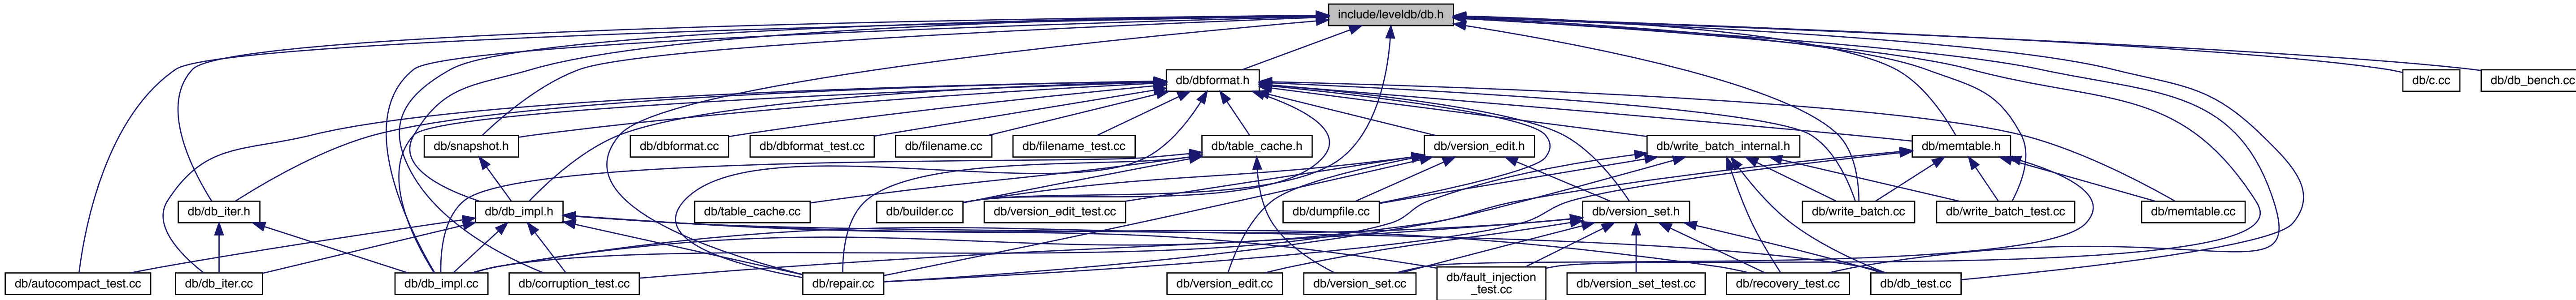 include/leveldb/db.h
db/dbformat.h
db/c.cc
db/db_bench.cc
db/snapshot.h
db/dbformat.cc
db/dbformat_test.cc
db/filename.cc
db/filename_test.cc
db/table_cache.h
db/version_edit.h
db/write_batch_internal.h
db/memtable.h
db/db_iter.h
db/db_impl.h
db/table_cache.cc
db/builder.cc
db/version_edit_test.cc
db/dumpfile.cc
db/version_set.h
db/write_batch.cc
db/write_batch_test.cc
db/memtable.cc
db/autocompact_test.cc
db/db_iter.cc
db/db_impl.cc
db/corruption_test.cc
db/repair.cc
db/version_edit.cc
db/version_set.cc
db/fault_injection
_test.cc
db/version_set_test.cc
db/recovery_test.cc
db/db_test.cc